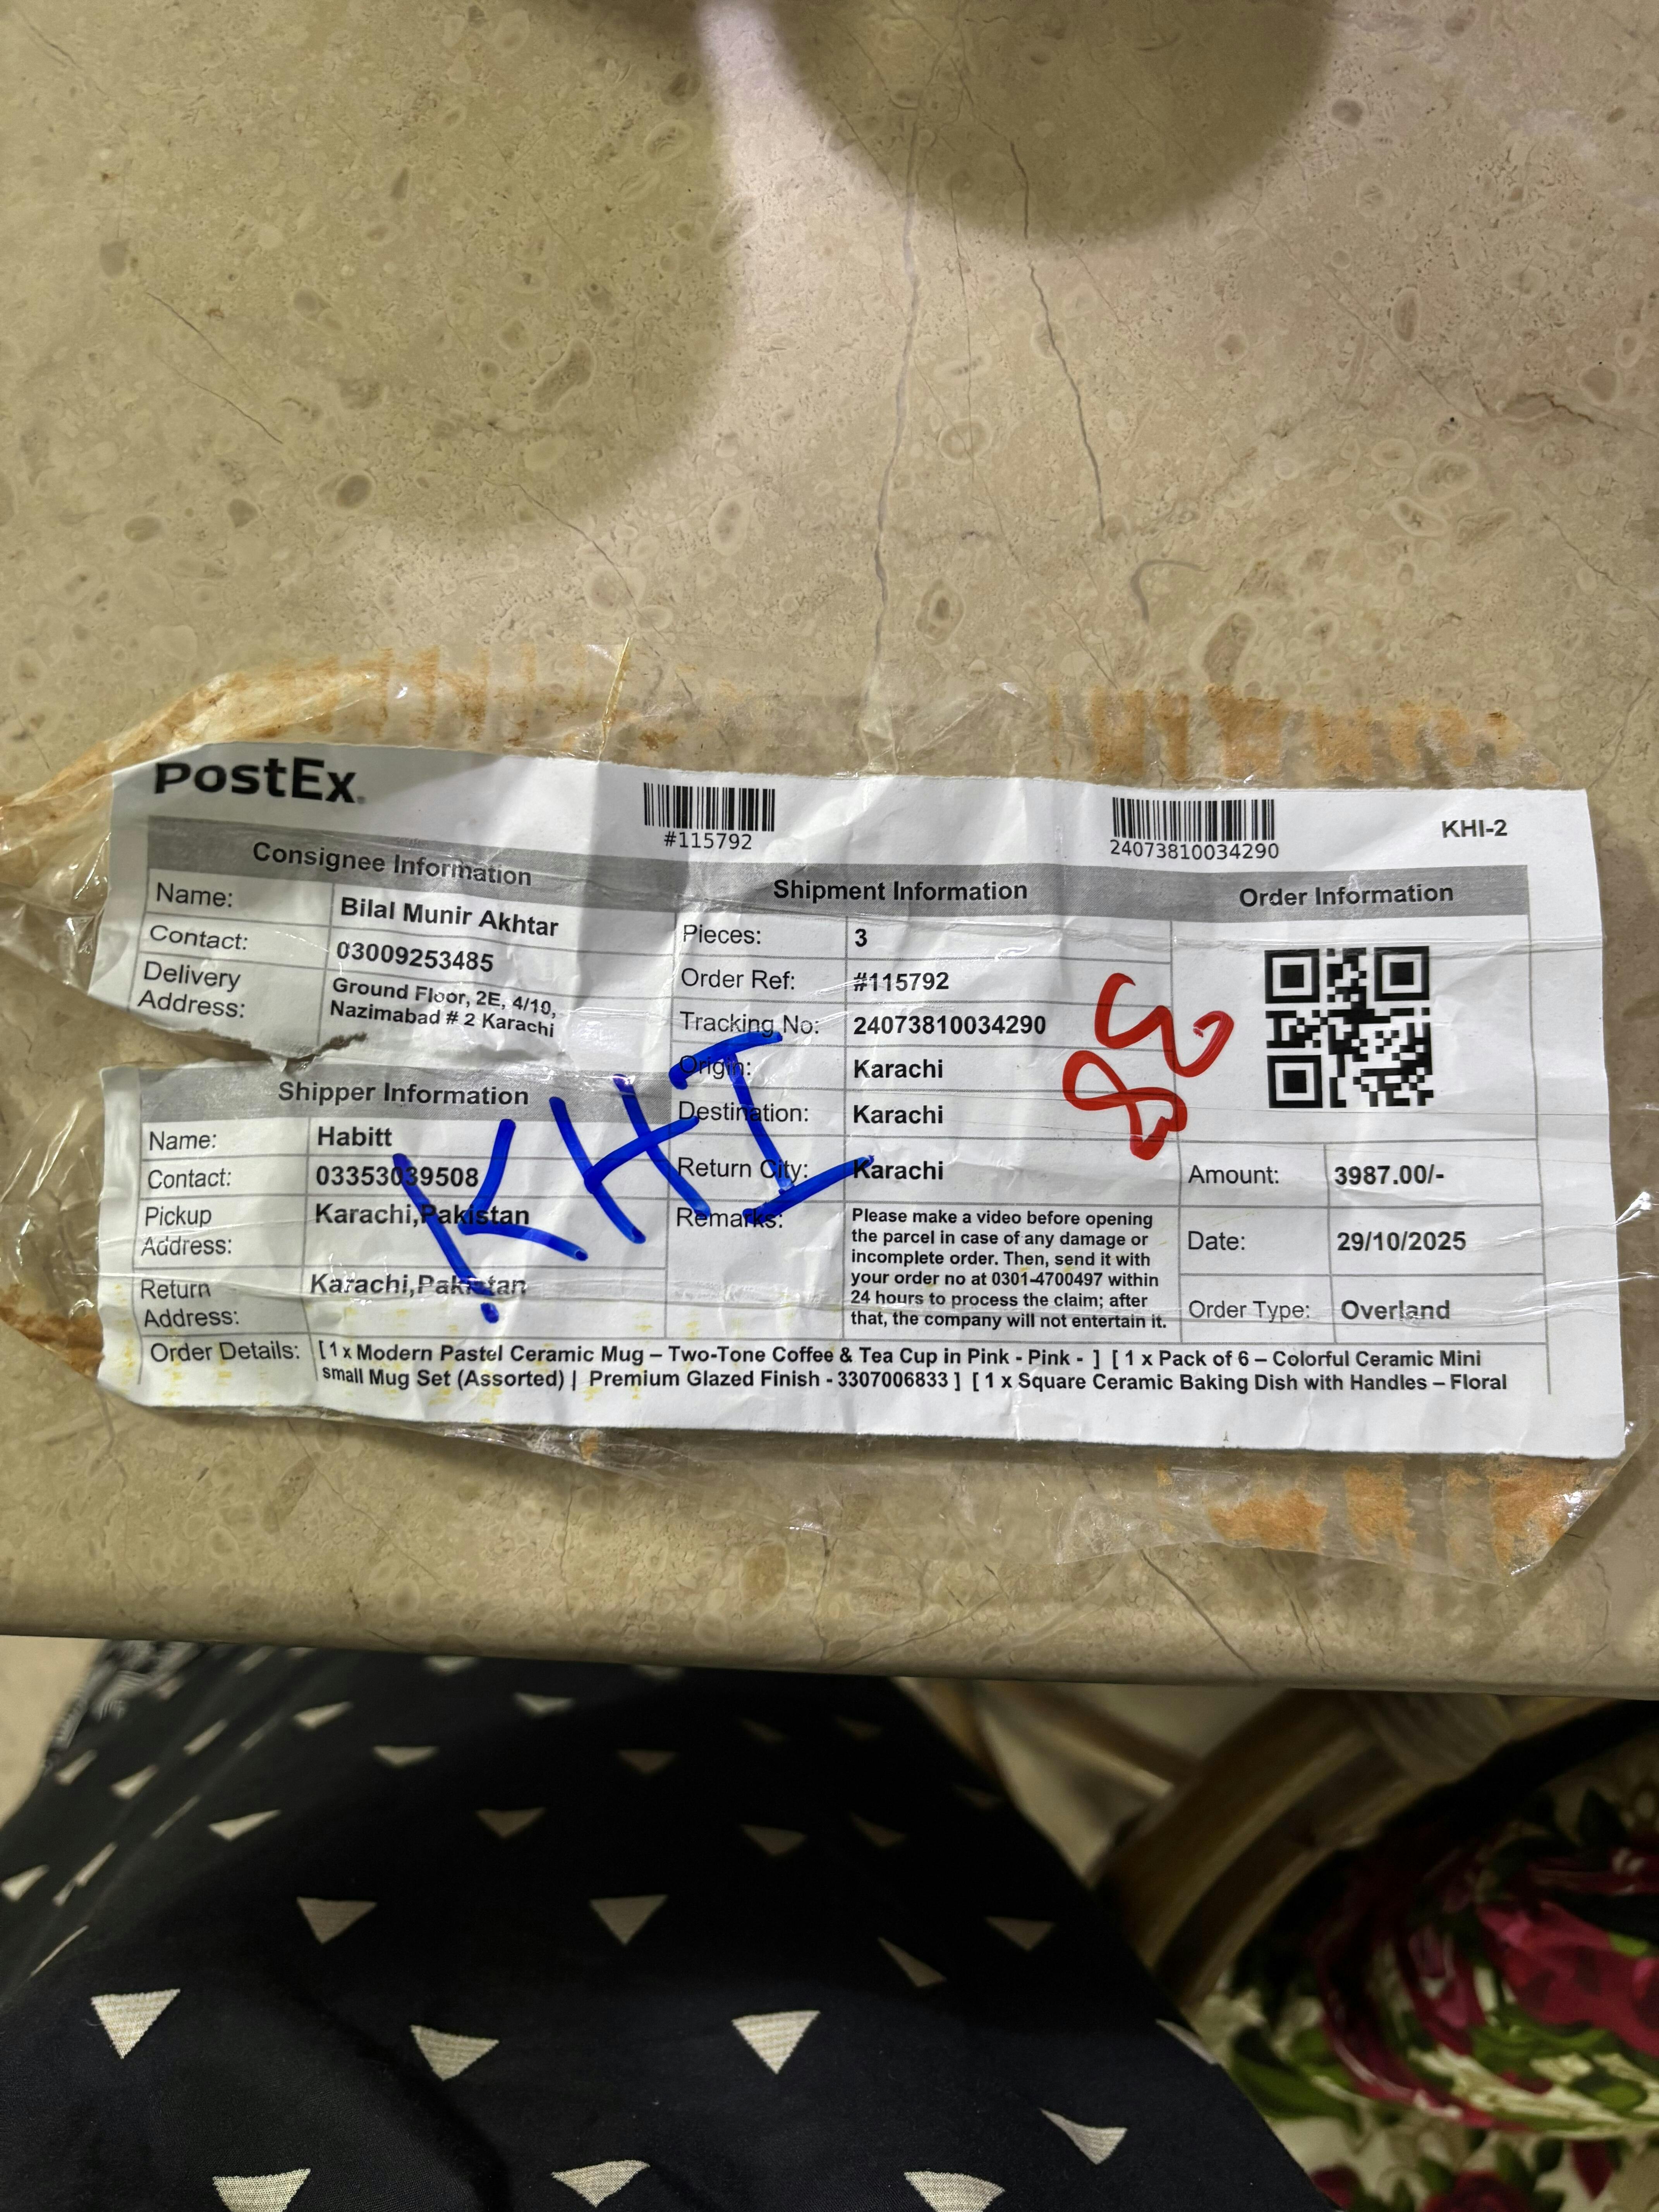 PostEx
#115792
24073810034290
KHI-2
Consignee Information
Name: Bilal Munir Akhtar
Contact: 03009253485
Delivery Address: Ground Floor, 2E, 4/10,
Nazimabad # 2 Karachi
Shipper Information
Name: Habitt
Contact: 03353039508
Pickup Address: Karachi,Pakistan
Return Address: Karachi,Pakistan
Shipment Information
Pieces: 3
Order Ref: #115792
Tracking No: 24073810034290
Origin: Karachi
Destination: Karachi
Return City: Karachi
Remarks: Please make a video before opening
the parcel in case of any damage or
incomplete order. Then, send it with
your order no at 0301-4700497 within
24 hours to process the claim; after
that, the company will not entertain it.
Order Information
Amount: 3987.00/-
Date: 29/10/2025
Order Type: Overland
Order Details: [ 1 x Modern Pastel Ceramic Mug – Two-Tone Coffee & Tea Cup in Pink - Pink - ] [ 1 x Pack of 6 – Colorful Ceramic Mini
small Mug Set (Assorted) | Premium Glazed Finish - 3307006833 ] [ 1 x Square Ceramic Baking Dish with Handles – Floral
KHI